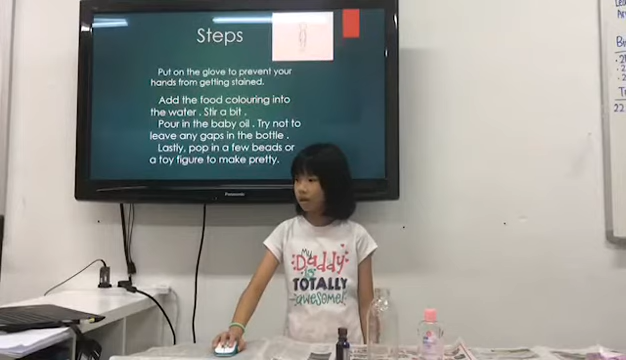 Steps
Put on the glove to prevent your
hands from getting stained.
Add the food colouring into
the water . Stir a bit .
Pour in the baby oil . Try not to
leave any gaps in the bottle .
Lastly, pop in a few beads or
a toy figure to make pretty.
Panasonic
My
Daddy
is
TOTALLY
awesome!